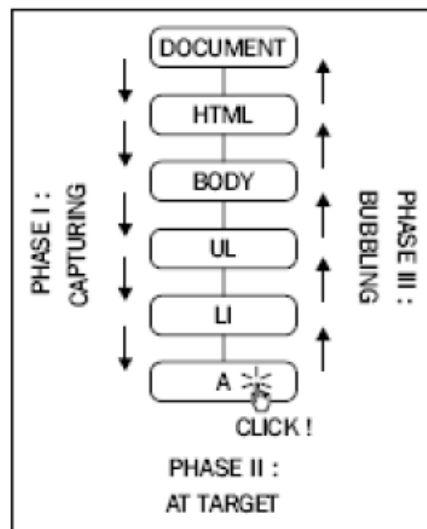 DOCUMENT
HTML
BODY
UL
LI
A
CLICK !
PHASE I :
CAPTURING
PHASE III :
BUBBLING
PHASE II :
AT TARGET